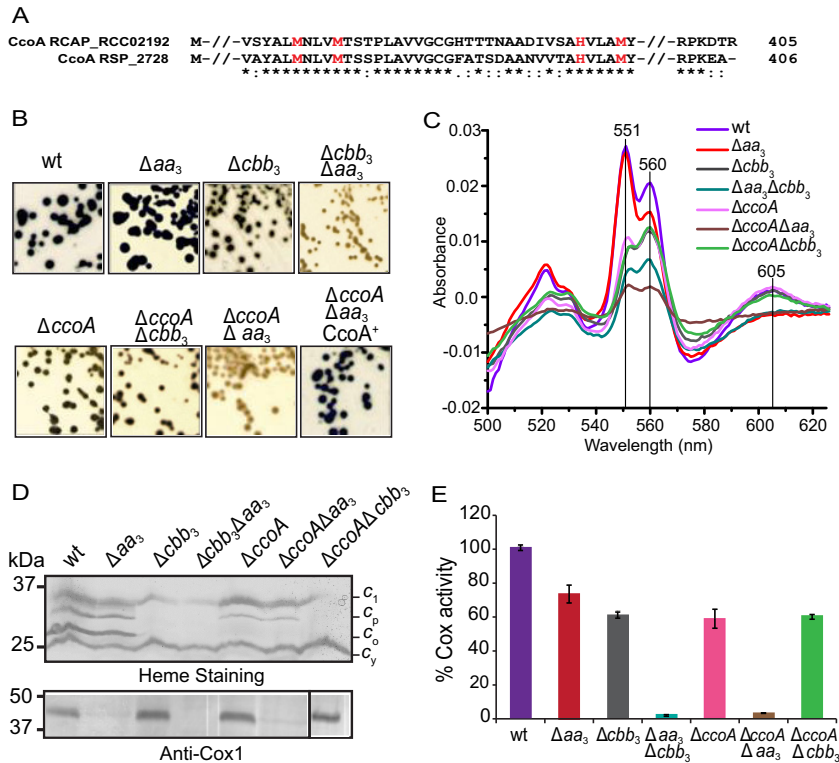 A
CcoA RCAP_RCC02192 M-//-VSYALMNLVMTSTPLAVVGCGHTTTNAADIVSAHVLAMY-//-RPKDTR 405
CcoA RSP_2728 M-//-VAYALMNLVMTSSPLAVVGCGFATSDAANVVTAHVLAMY-//-RPKEA- 406
B
wt Δaa3 Δcbb3 Δcbb3 Δaa3
ΔccoA ΔccoA Δcbb3 ΔccoA Δ aa3 ΔccoA Δaa3 CcoA+
C
Absorbance
0.03
0.02
0.01
0.0
-0.01
-0.02
551
560
605
wt
Δaa3
Δcbb3
Δaa3Δcbb3
ΔccoA
ΔccoAΔaa3
ΔccoAΔcbb3
500 520 540 560 580 600 620
Wavelength (nm)
D
kDa
wt Δaa3 Δcbb3 Δcbb3Δaa3 ΔccoA ΔccoAΔaa3 ΔccoAΔcbb3
37
25
c1
cp
co
cy
Heme Staining
50
37
Anti-Cox1
E
% Cox activity
120
100
80
60
40
20
0
wt Δaa3 Δcbb3 Δaa3 Δcbb3 ΔccoA ΔccoA Δaa3 ΔccoA Δcbb3